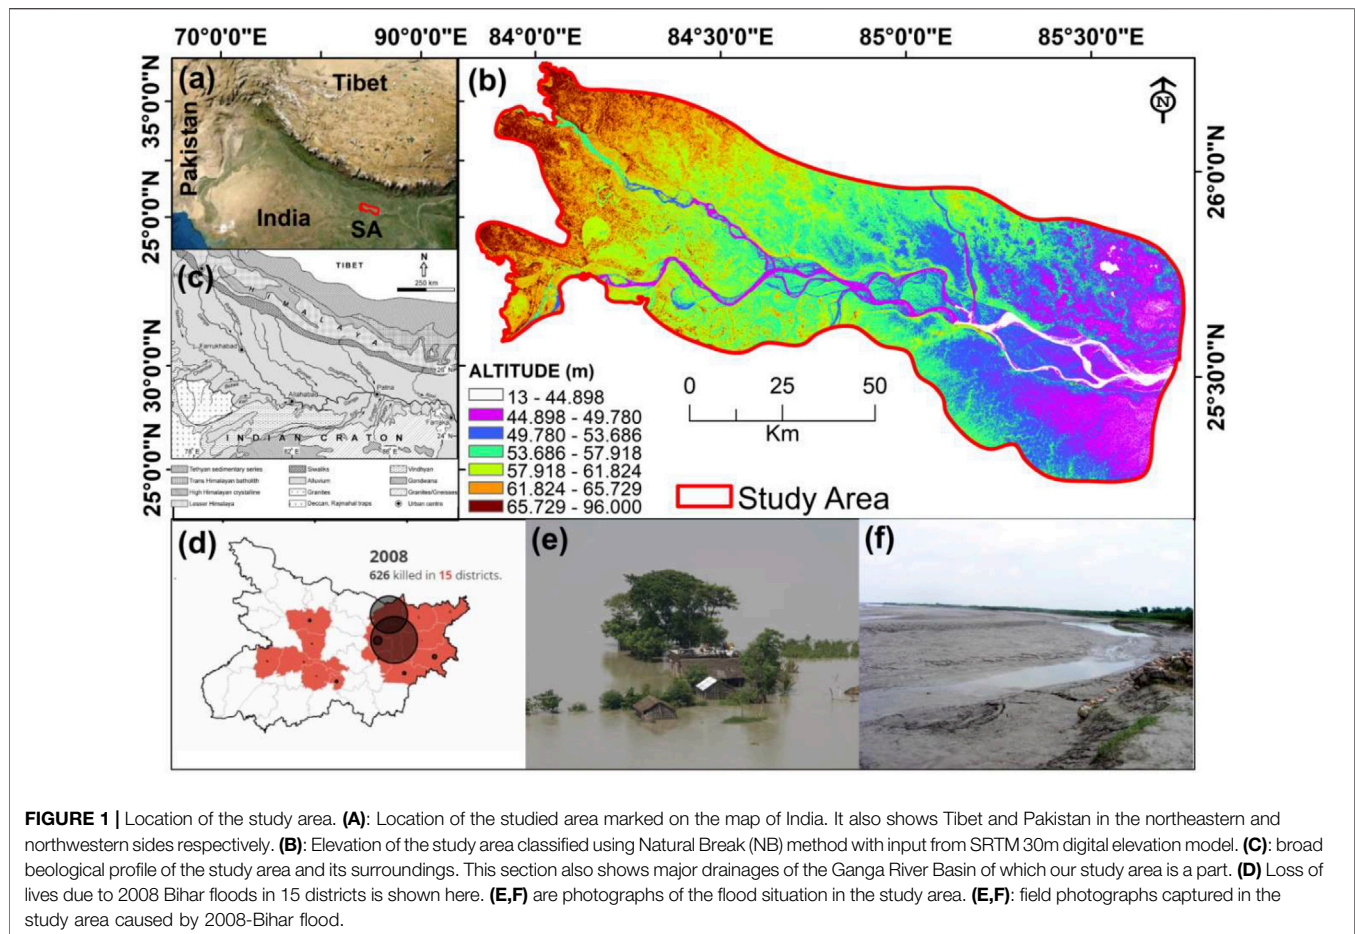 70°0'0"E 90°0'0"E 84°0'0"E 84°30'0"E 85°0'0"E 85°30'0"E
(a)
Tibet
Pakistan
India
SA
35°0'0"N
25°0'0"N
(b)
N
26°0'0"N
25°30'0"N
ALTITUDE (m)
13 - 44.898
44.898 - 49.780
49.780 - 53.686
53.686 - 57.918
57.918 - 61.824
61.824 - 65.729
65.729 - 96.000
0 25 50
Km
Study Area
(c)
TIBET
N
250 km
HIMALAYA
Farrukhabad
Allahabad
Patna
Farakka
INDIAN CRATON
78° E 82° E 86° E
26° N
24° N
30°0'0"N
25°0'0"N
Tethyan sedimentary series Siwaliks Vindhyan
Trans Himalayan batholith Alluvium Gondwana
High Himalayan crystalline Granites Granites/Gneisses
Lesser Himalaya Deccan, Rajmahal traps Urban centre
(d)
2008
626 killed in 15 districts.
(e)
(f)
FIGURE 1 | Location of the study area. (A): Location of the studied area marked on the map of India. It also shows Tibet and Pakistan in the northeastern and
northwestern sides respectively. (B): Elevation of the study area classified using Natural Break (NB) method with input from SRTM 30m digital elevation model. (C): broad
beological profile of the study area and its surroundings. This section also shows major drainages of the Ganga River Basin of which our study area is a part. (D) Loss of
lives due to 2008 Bihar floods in 15 districts is shown here. (E,F) are photographs of the flood situation in the study area. (E,F): field photographs captured in the
study area caused by 2008-Bihar flood.